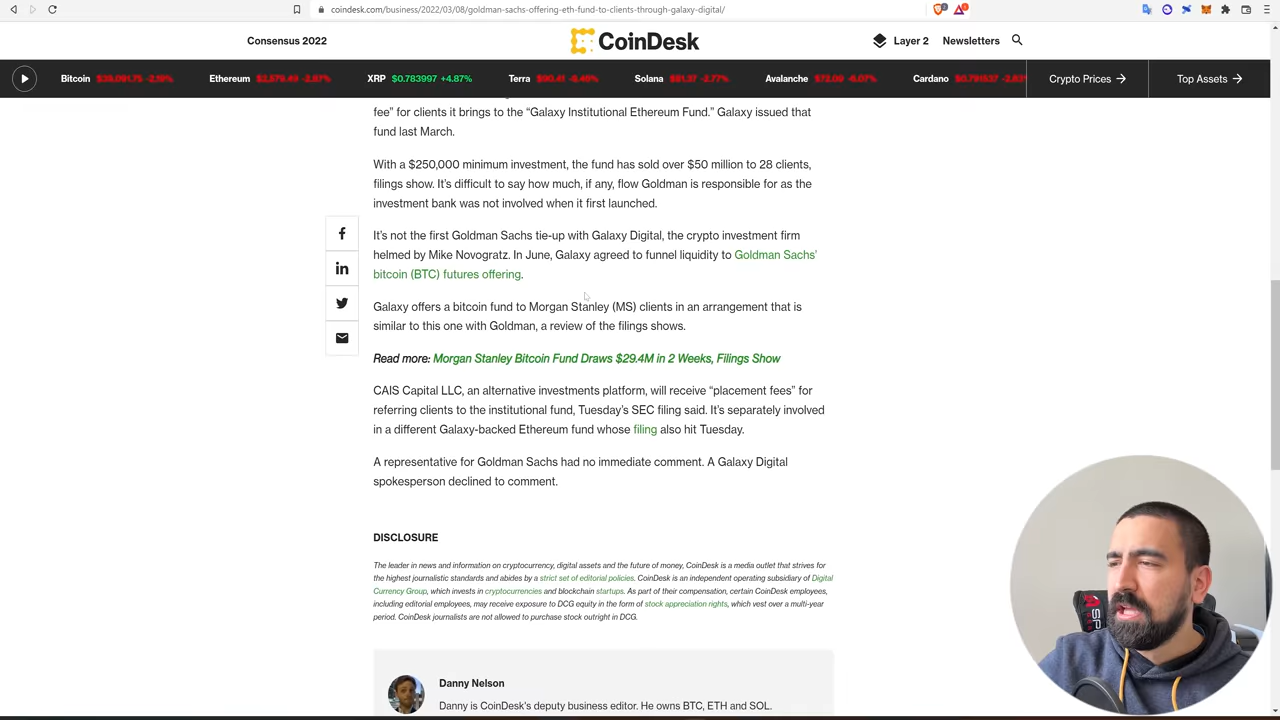 coindesk.com/business/2022/03/08/goldman-sachs-offering-eth-fund-to-clients-through-galaxy-digital/
Consensus 2022
CoinDesk
Layer 2
Newsletters
Bitcoin
Ethereum
XRP $0.783997 +4.87%
Terra
Solana
Avalanche
Cardano
Crypto Prices
Top Assets
fee” for clients it brings to the “Galaxy Institutional Ethereum Fund.” Galaxy issued that
fund last March.
With a $250,000 minimum investment, the fund has sold over $50 million to 28 clients,
filings show. It’s difficult to say how much, if any, flow Goldman is responsible for as the
investment bank was not involved when it first launched.
It’s not the first Goldman Sachs tie-up with Galaxy Digital, the crypto investment firm
helmed by Mike Novogratz. In June, Galaxy agreed to funnel liquidity to Goldman Sachs’
bitcoin (BTC) futures offering.
Galaxy offers a bitcoin fund to Morgan Stanley (MS) clients in an arrangement that is
similar to this one with Goldman, a review of the filings shows.
Read more: Morgan Stanley Bitcoin Fund Draws $29.4M in 2 Weeks, Filings Show
CAIS Capital LLC, an alternative investments platform, will receive “placement fees” for
referring clients to the institutional fund, Tuesday’s SEC filing said. It’s separately involved
in a different Galaxy-backed Ethereum fund whose filing also hit Tuesday.
A representative for Goldman Sachs had no immediate comment. A Galaxy Digital
spokesperson declined to comment.
DISCLOSURE
The leader in news and information on cryptocurrency, digital assets and the future of money, CoinDesk is a media outlet that strives for
the highest journalistic standards and abides by a strict set of editorial policies. CoinDesk is an independent operating subsidiary of Digital
Currency Group, which invests in cryptocurrencies and blockchain startups. As part of their compensation, certain CoinDesk employees,
including editorial employees, may receive exposure to DCG equity in the form of stock appreciation rights, which vest over a multi-year
period. CoinDesk journalists are not allowed to purchase stock outright in DCG.
Danny Nelson
Danny is CoinDesk's deputy business editor. He owns BTC, ETH and SOL.